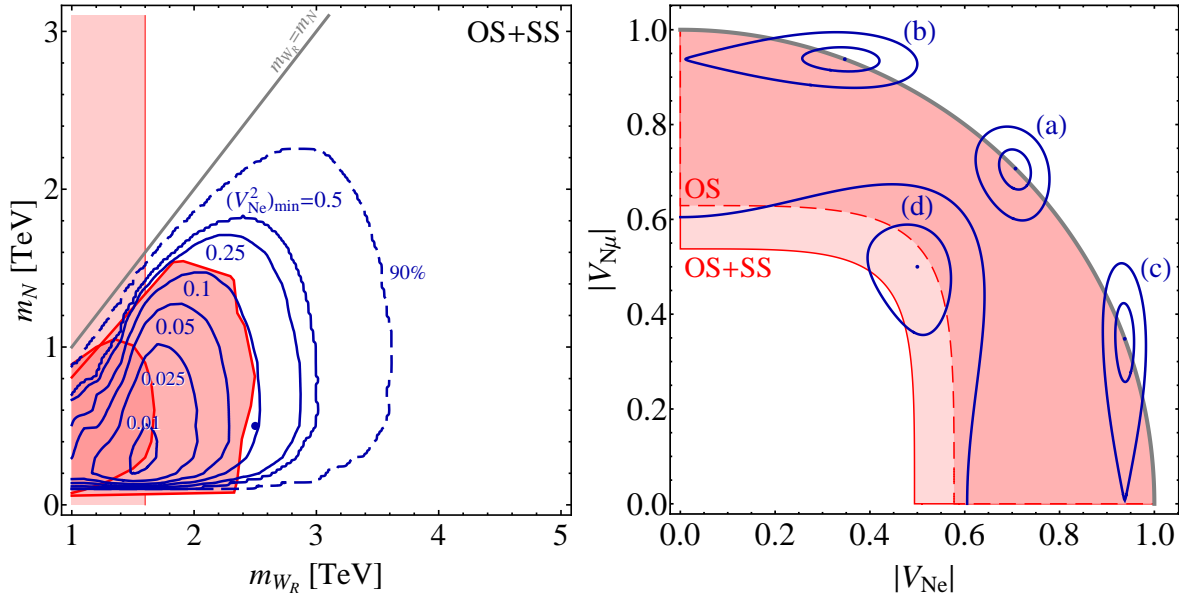 OS+SS
m_{W_R}=m_N
(V²_{Ne})_{min}=0.5
0.25
0.1
0.05
0.025
0.01
90%
3
2
1
0
m_N [TeV]
1 2 3 4 5
m_{W_R} [TeV]
(b)
(a)
(d)
(c)
OS
OS+SS
1.0
0.8
0.6
0.4
0.2
0.0
|V_{Nμ}|
0.0 0.2 0.4 0.6 0.8 1.0
|V_{Ne}|